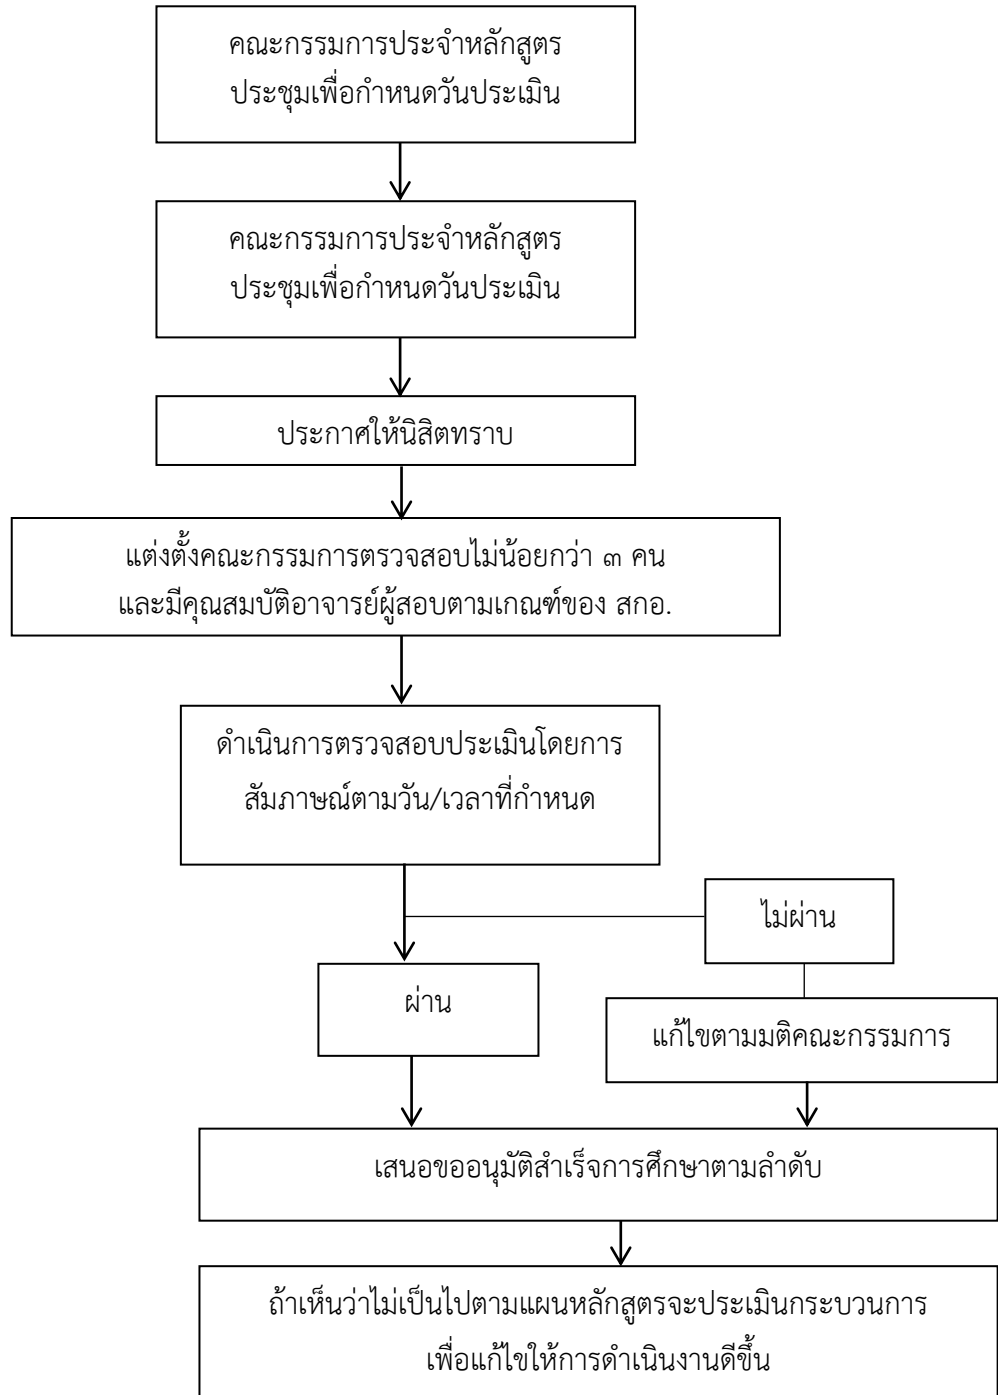 คณะกรรมการประจำหลักสูตร
ประชุมเพื่อกำหนดวันประเมิน
คณะกรรมการประจำหลักสูตร
ประชุมเพื่อกำหนดวันประเมิน
ประกาศให้นิสิตทราบ
แต่งตั้งคณะกรรมการตรวจสอบไม่น้อยกว่า ๓ คน
และมีคุณสมบัติอาจารย์ผู้สอบตามเกณฑ์ของ สกอ.
ดำเนินการตรวจสอบประเมินโดยการ
สัมภาษณ์ตามวัน/เวลาที่กำหนด
ไม่ผ่าน
ผ่าน
แก้ไขตามมติคณะกรรมการ
เสนอขออนุมัติสำเร็จการศึกษาตามลำดับ
ถ้าเห็นว่าไม่เป็นไปตามแผนหลักสูตรจะประเมินกระบวนการ
เพื่อแก้ไขให้การดำเนินงานดีขึ้น